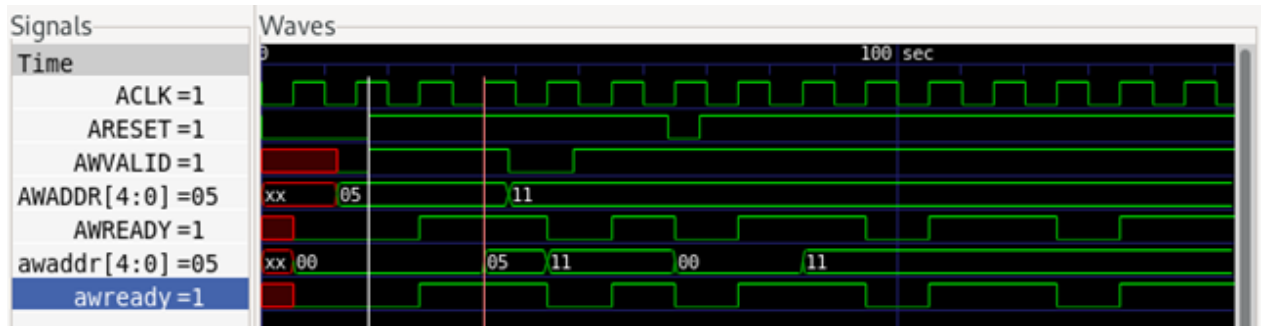 Signals Waves
Time 0 100 sec
ACLK =1
ARESET =1
AWVALID =1
AWADDR[4:0] =05 xx 05 11
AWREADY =1
awaddr[4:0] =05 xx 00 05 11 00 11
awready =1